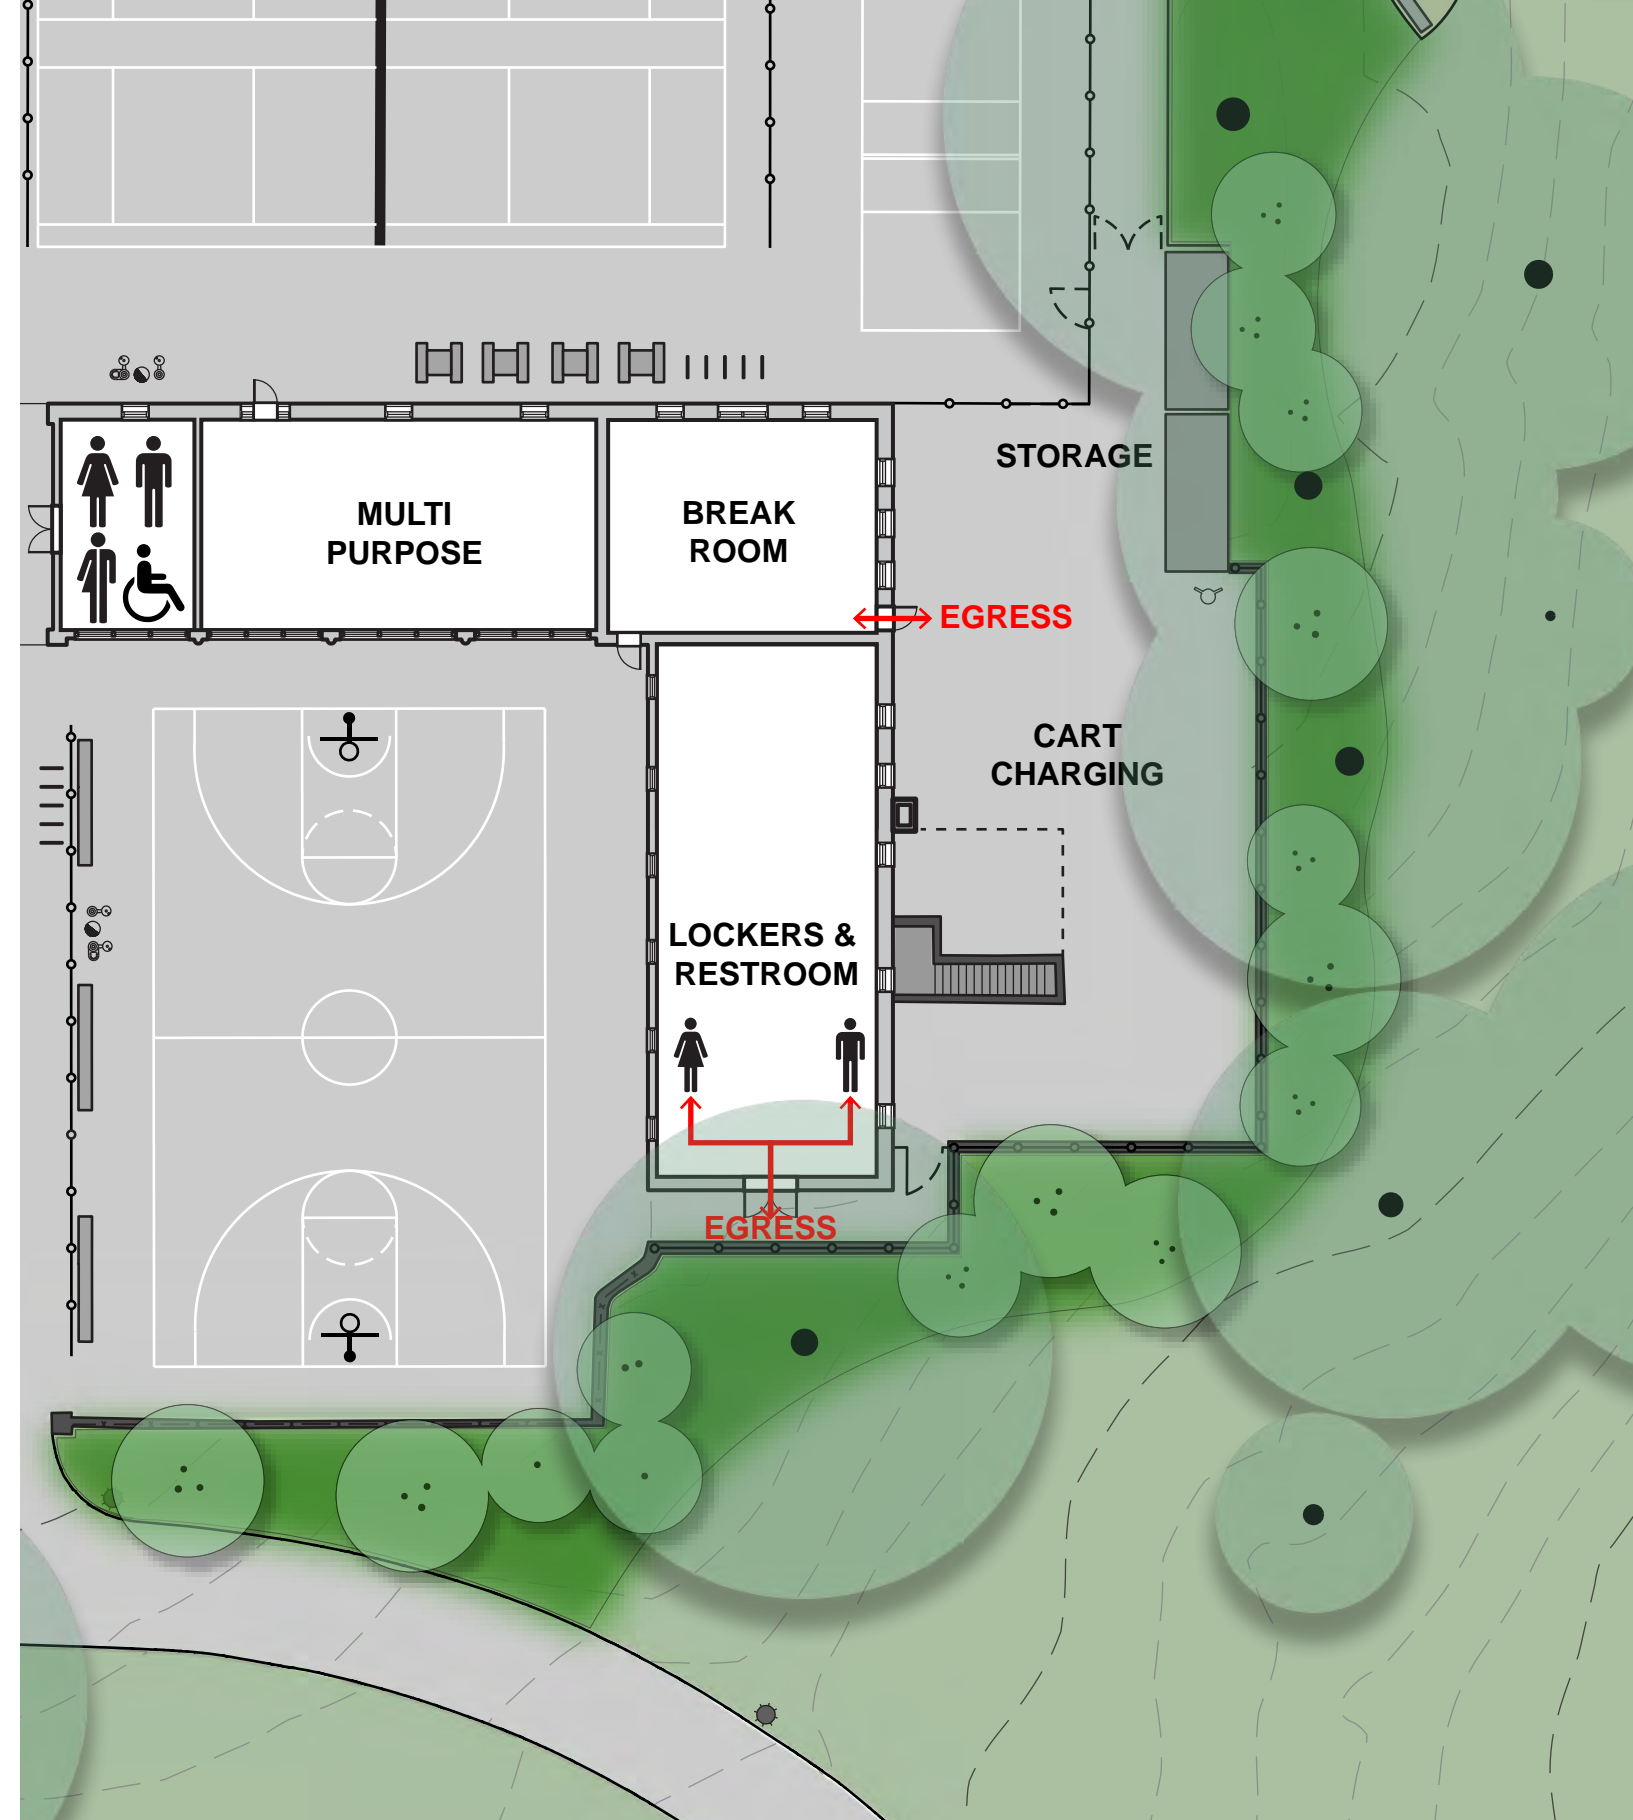 STORAGE
MULTI
PURPOSE
BREAK
ROOM
EGRESS
CART
CHARGING
LOCKERS &
RESTROOM
EGRESS